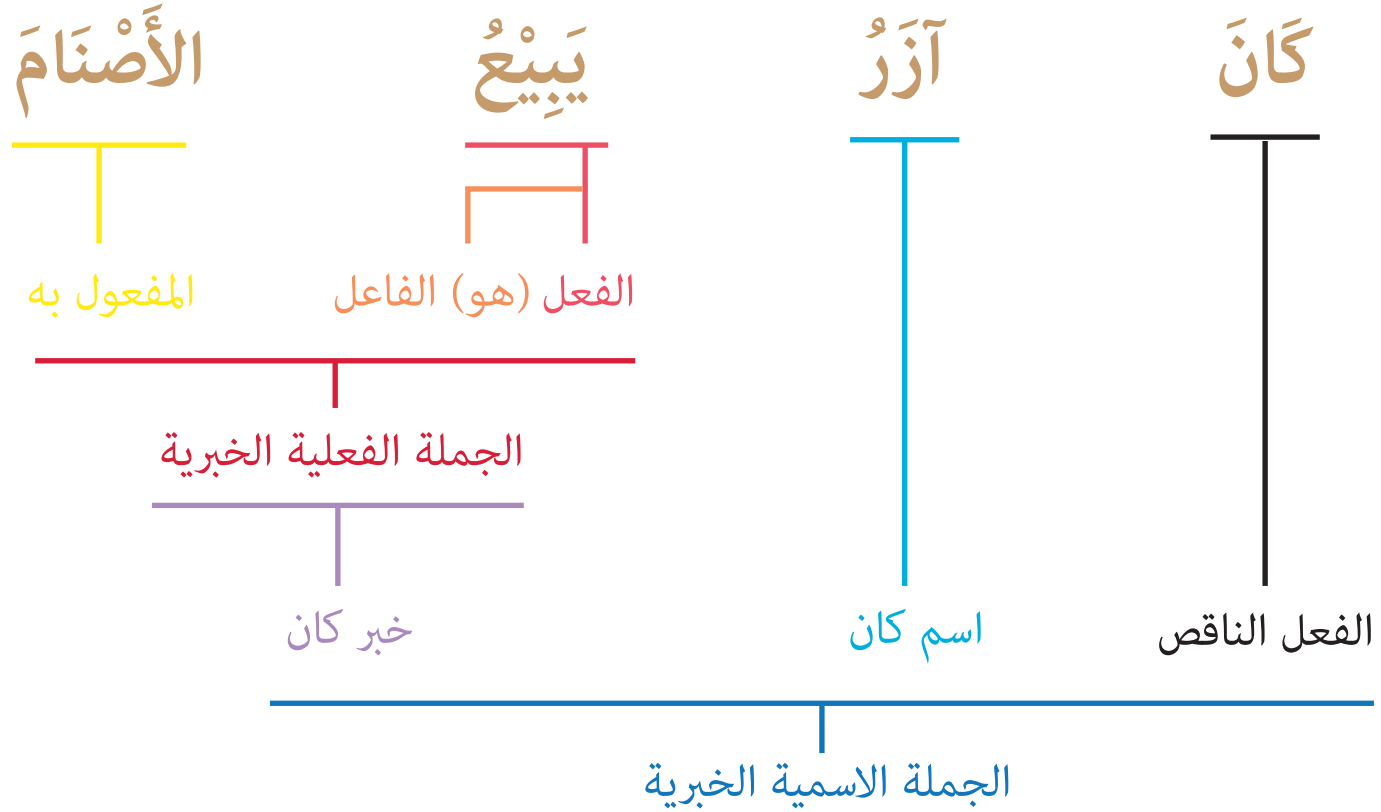 كَانَ آزَرُ يَبِيْعُ الأَصْنَامَ
الفعل (هو) الفاعل المفعول به
الجملة الفعلية الخبرية
الفعل الناقص اسم كان خبر كان
الجملة الاسمية الخبرية